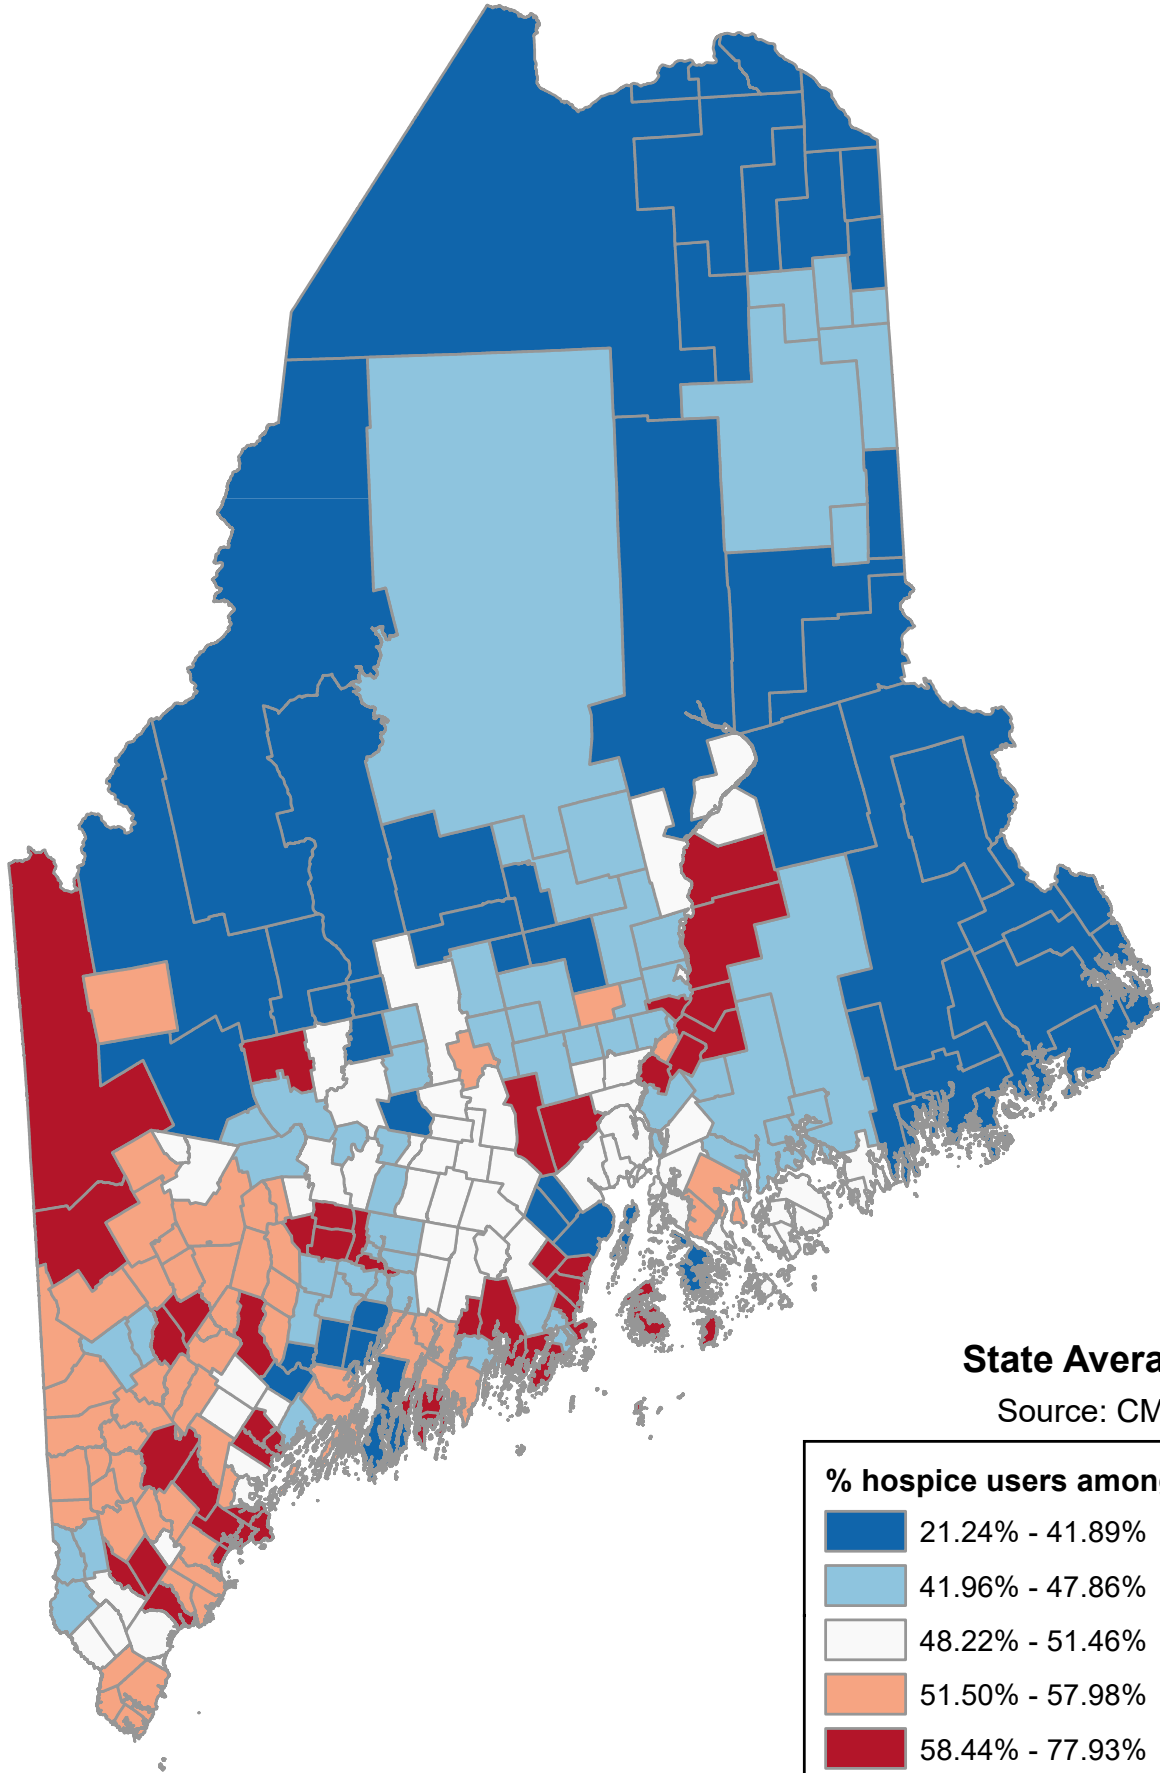 State Avera
Source: CM
% hospice users among
21.24% - 41.89%
41.96% - 47.86%
48.22% - 51.46%
51.50% - 57.98%
58.44% - 77.93%